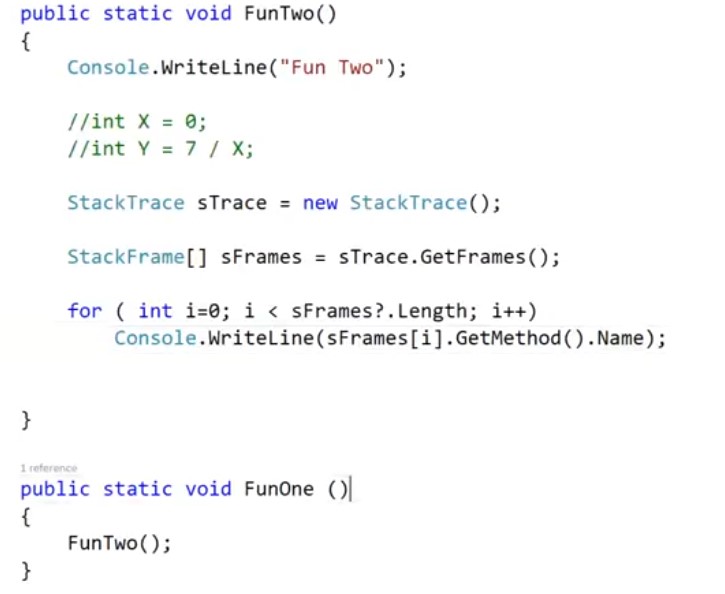 public static void FunTwo()
{
Console.WriteLine("Fun Two");
//int X = 0;
//int Y = 7 / X;
StackTrace sTrace = new StackTrace();
StackFrame[] sFrames = sTrace.GetFrames();
for ( int i=0; i < sFrames?.Length; i++)
Console.WriteLine(sFrames[i].GetMethod().Name);
}
1 reference
public static void FunOne ()
{
FunTwo();
}